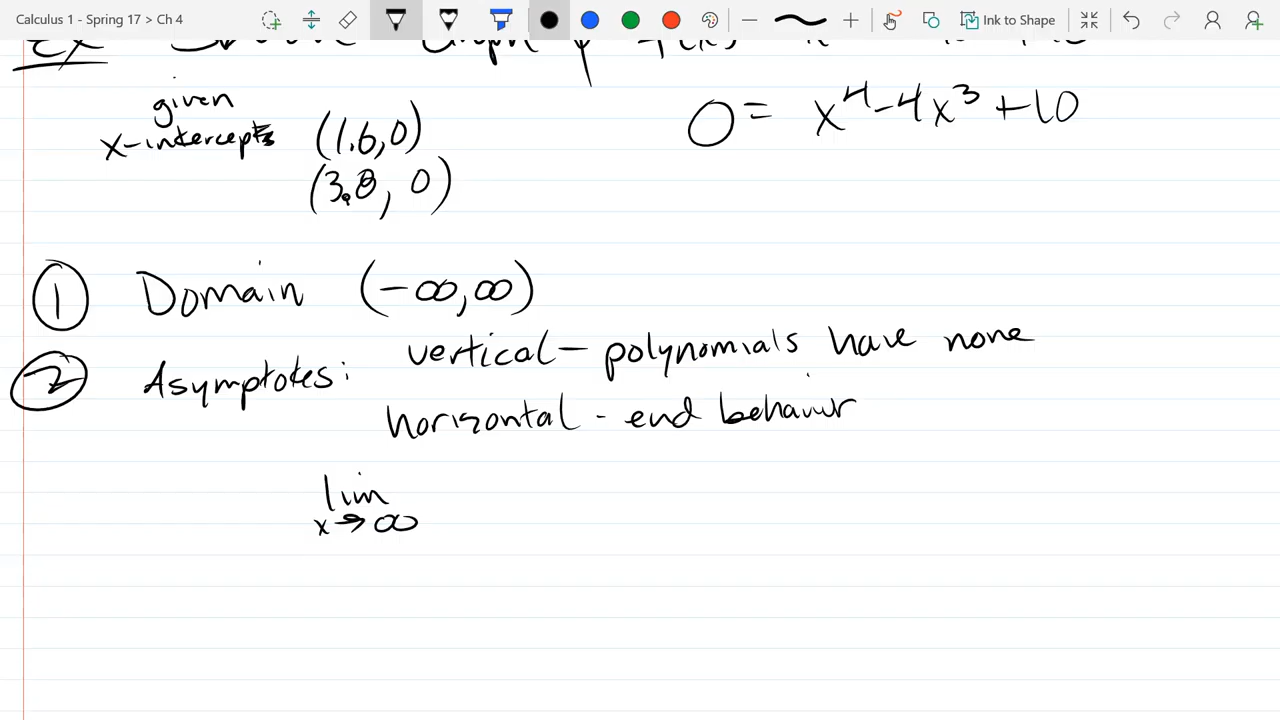 Calculus 1 - Spring 17 > Ch 4
Ink to Shape
Ex
given
x-intercepts (1.6,0)
(3.8, 0)
0 = x⁴-4x³+10
① Domain (-∞,∞)
② Asymptotes: vertical - polynomials have none
horizontal - end behavior
lim
x→∞